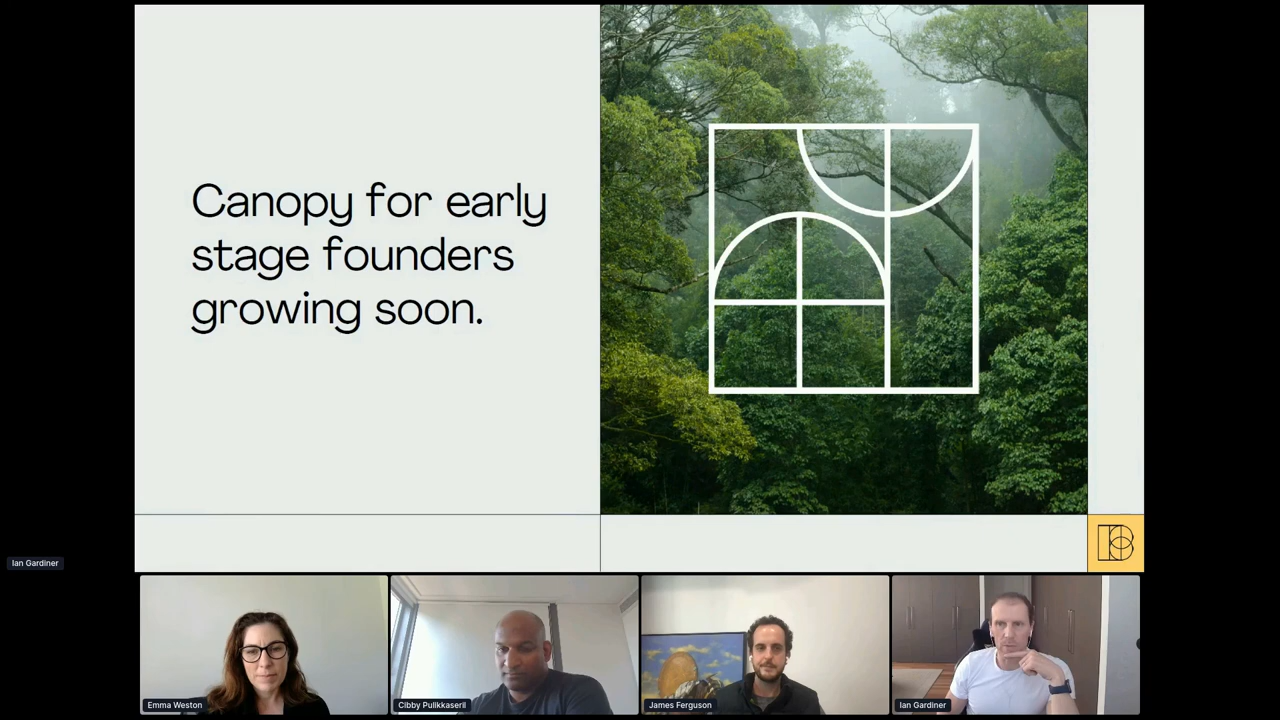 Canopy for early
stage founders
growing soon.
Ian Gardiner
Emma Weston
Cibby Pulikkaseril
James Ferguson
Ian Gardiner